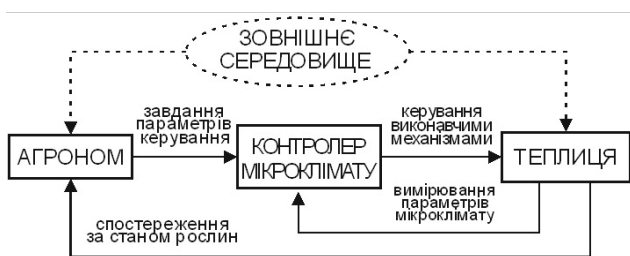 ЗОВНІШНЄ
СЕРЕДОВИЩЕ
завдання
параметрів
керування
керування
виконавчими
механізмами
АГРОНОМ
КОНТРОЛЕР
МІКРОКЛІМАТУ
ТЕПЛИЦЯ
вимірювання
параметрів
мікроклімату
спостереження
за станом рослин